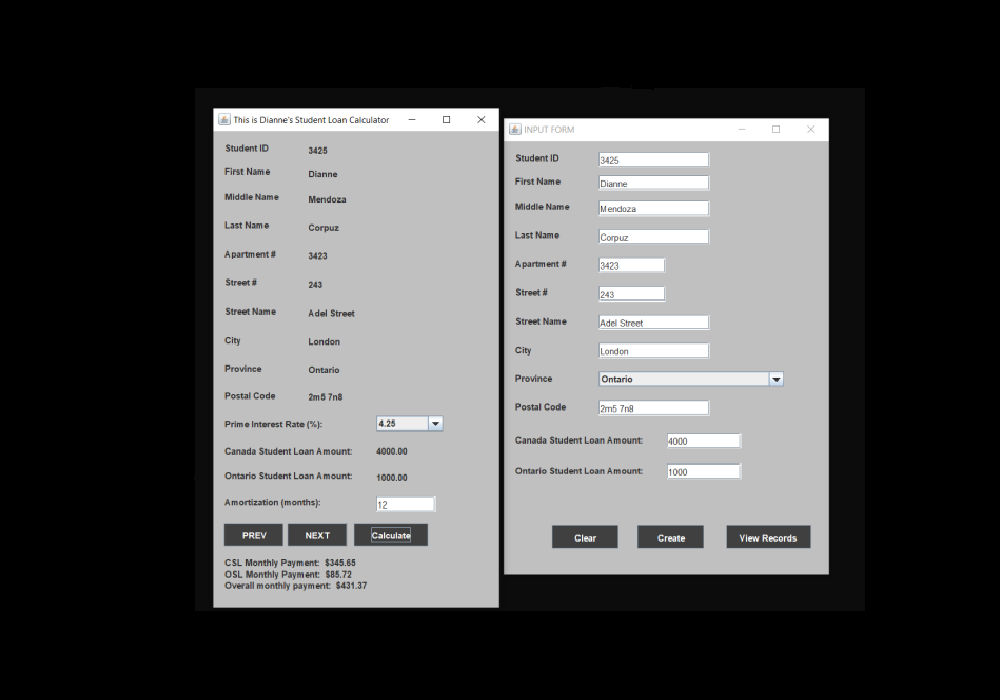 This is Dianne's Student Loan Calculator
Student ID 3425
First Name Dianne
Middle Name Mendoza
Last Name Corpuz
Apartment # 3423
Street # 243
Street Name Adel Street
City London
Province Ontario
Postal Code 2m5 7n8
Prime Interest Rate (%): 4.25
Canada Student Loan Amount: 4000.00
Ontario Student Loan Amount: 1000.00
Amortization (months): 12
PREV NEXT Calculate
CSL Monthly Payment: $345.65
OSL Monthly Payment: $85.72
Overall monthly payment: $431.37
INPUT FORM
Student ID 3425
First Name Dianne
Middle Name Mendoza
Last Name Corpuz
Apartment # 3423
Street # 243
Street Name Adel Street
City London
Province Ontario
Postal Code 2m5 7n8
Canada Student Loan Amount: 4000
Ontario Student Loan Amount: 1000
Clear Create View Records